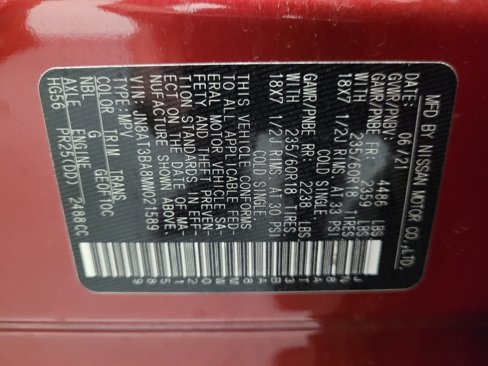 MFD BY NISSAN MOTOR CO.,LTD.
DATE: 06/21
GVWR/PNBV: 4486 LBS
GAWR/PNBE FR: 2359 LBS
235/60R18 TIRES
18X7 1/2J RIMS AT 33 PSI
COLD SINGLE
GAWR/PNBE RR: 2238 LBS.
235/60R18 TIRES
18X7 1/2J RIMS AT 30 PSI
COLD SINGLE
THIS VEHICLE CONFORMS
TO ALL APPLICABLE FED-
ERAL MOTOR VEHICLE SA-
FETY AND THEFT PREVEN-
TION STANDARDS IN EFF-
ECT ON THE DATE OF MA-
NUFACTURE SHOWN ABOVE.
VIN: JN8AT3BA8MW021589
TYPE: MPV
COLOR TRIM TRANS
NBL G GE0F10C
AXLE ENGINE
HG56 PR25(DD) 2488CC
JN8AT3BA8MW021589